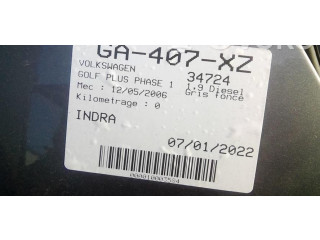 GA-407-XZ
VOLKSWAGEN 34724
GOLF PLUS PHASE 1 1.9 Diesel
Mec : 12/05/2006 Gris foncé
Kilometrage : 0
INDRA 07/01/2022